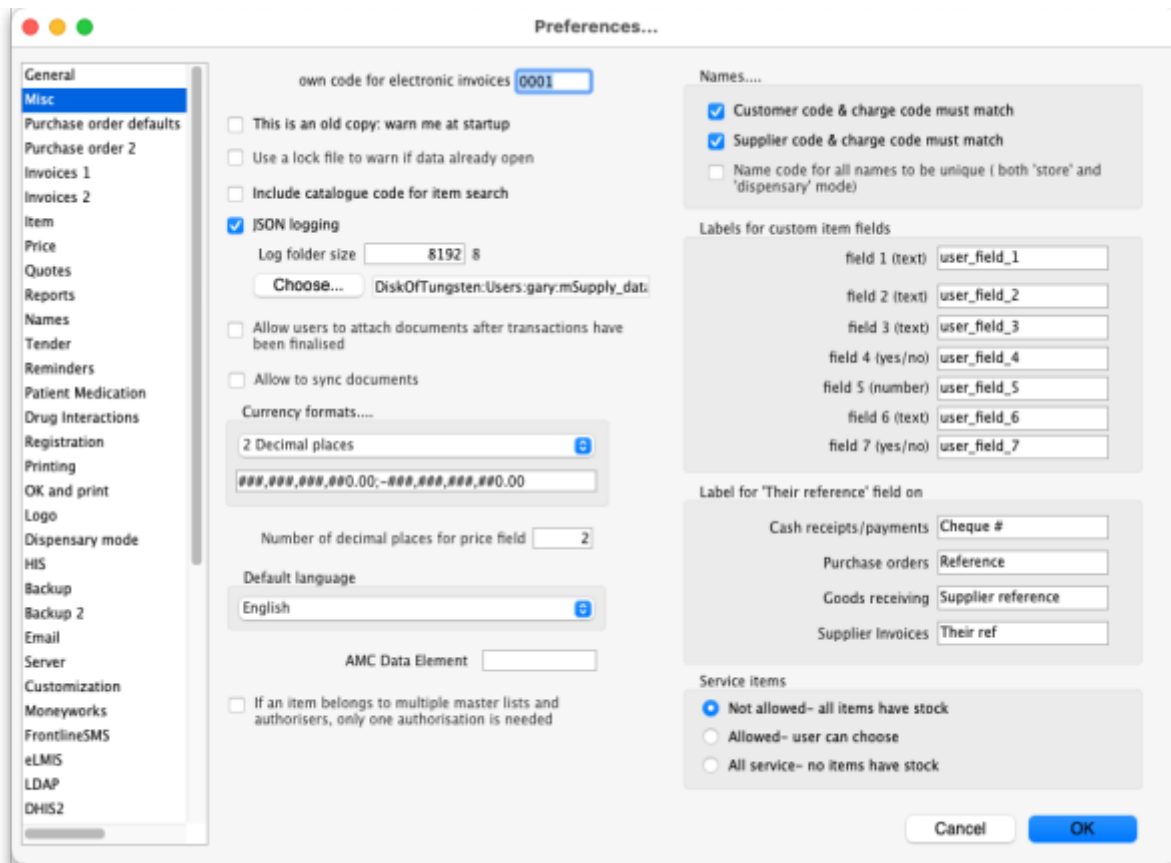 Preferences...
General
Misc
Purchase order defaults
Purchase order 2
Invoices 1
Invoices 2
Item
Price
Quotes
Reports
Names
Tender
Reminders
Patient Medication
Drug Interactions
Registration
Printing
OK and print
Logo
Dispensary mode
HIS
Backup
Backup 2
Email
Server
Customization
Moneyworks
FrontlineSMS
eLMIS
LDAP
DHIS2
own code for electronic invoices 0001
This is an old copy: warn me at startup
Use a lock file to warn if data already open
Include catalogue code for item search
JSON logging
Log folder size 8192 8
Choose... DiskOfTungsten:Users:gary:mSupply_data
Allow users to attach documents after transactions have
been finalised
Allow to sync documents
Currency formats....
2 Decimal places
###,###,###,##0.00;-###,###,###,##0.00
Number of decimal places for price field 2
Default language
English
AMC Data Element
If an item belongs to multiple master lists and
authorisers, only one authorisation is needed
Names....
Customer code & charge code must match
Supplier code & charge code must match
Name code for all names to be unique ( both 'store' and
'dispensary' mode)
Labels for custom item fields
field 1 (text) user_field_1
field 2 (text) user_field_2
field 3 (text) user_field_3
field 4 (yes/no) user_field_4
field 5 (number) user_field_5
field 6 (text) user_field_6
field 7 (yes/no) user_field_7
Label for 'Their reference' field on
Cash receipts/payments Cheque #
Purchase orders Reference
Goods receiving Supplier reference
Supplier Invoices Their ref
Service items
Not allowed- all items have stock
Allowed- user can choose
All service- no items have stock
Cancel OK